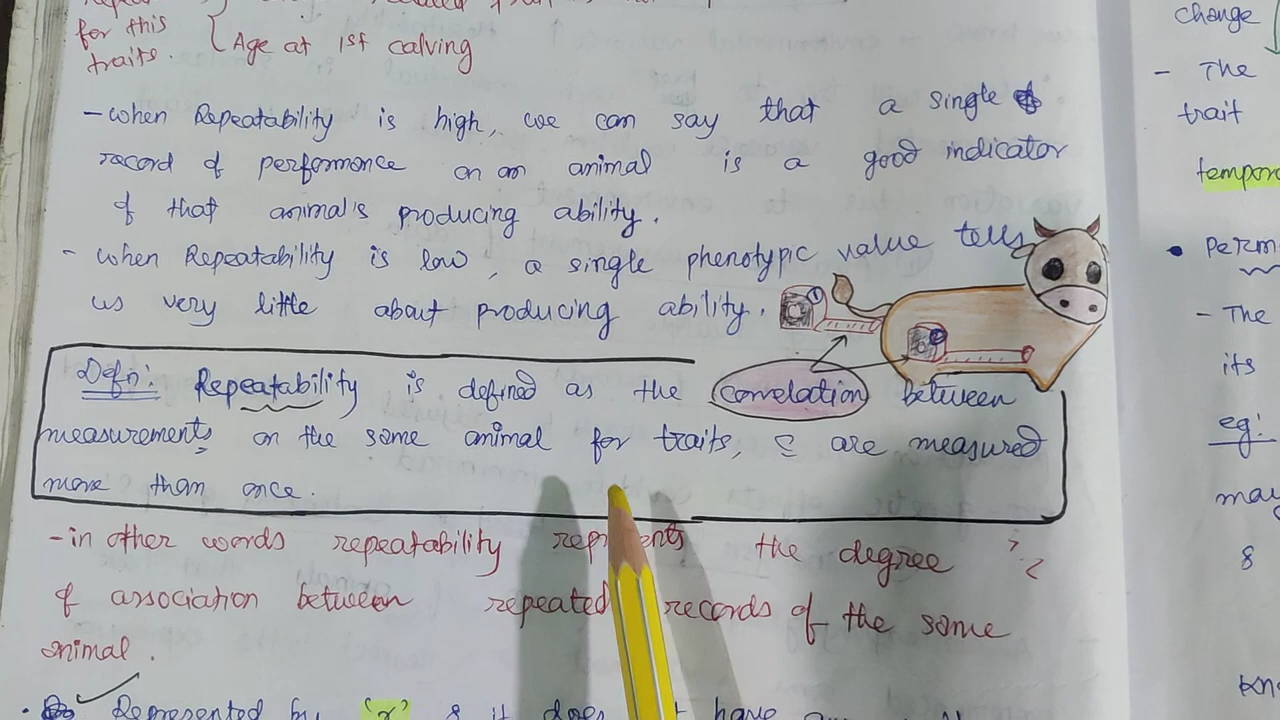 for this
traits.
Age at 1st calving
- when Repeatability is high, we can say that a single
record of performance on an animal is a good indicator
of that animal's producing ability.
- when Repeatability is low, a single phenotypic value tells
us very little about producing ability.
Defn: Repeatability is defined as the correlation between
measurements on the same animal for traits, c are measured
more than once.
- in other words repeatability represents the degree
of association between repeated records of the same
animal.
Represented by 'r' & it does have
change
- The
trait
- The
its
eg:
may
&